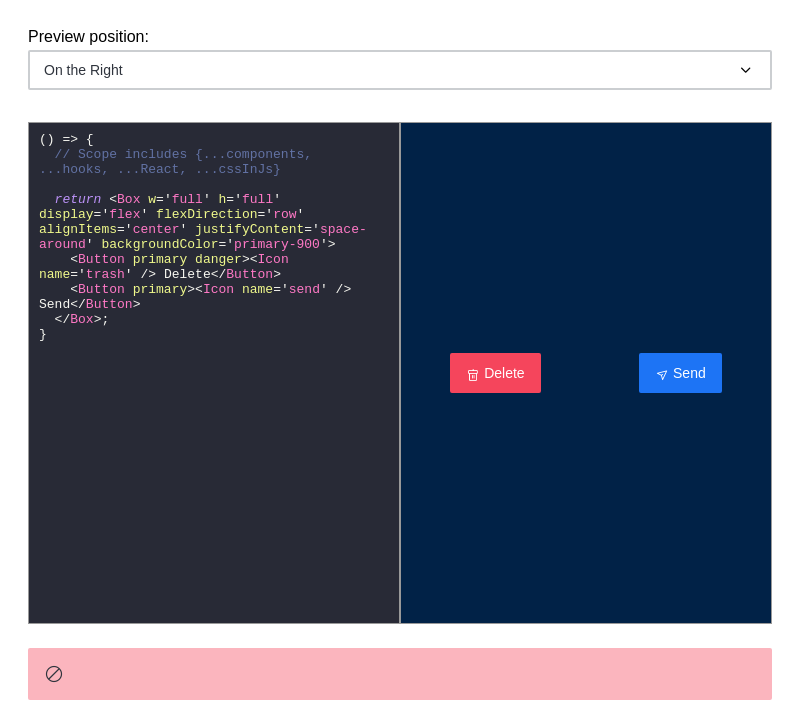 Preview position:
On the Right
() => {
  // Scope includes {...components,
...hooks, ...React, ...cssInJs}

  return <Box w='full' h='full'
display='flex' flexDirection='row'
alignItems='center' justifyContent='space-
around' backgroundColor='primary-900'>
    <Button primary danger><Icon
name='trash' /> Delete</Button>
    <Button primary><Icon name='send' />
Send</Button>
  </Box>;
}
Delete
Send